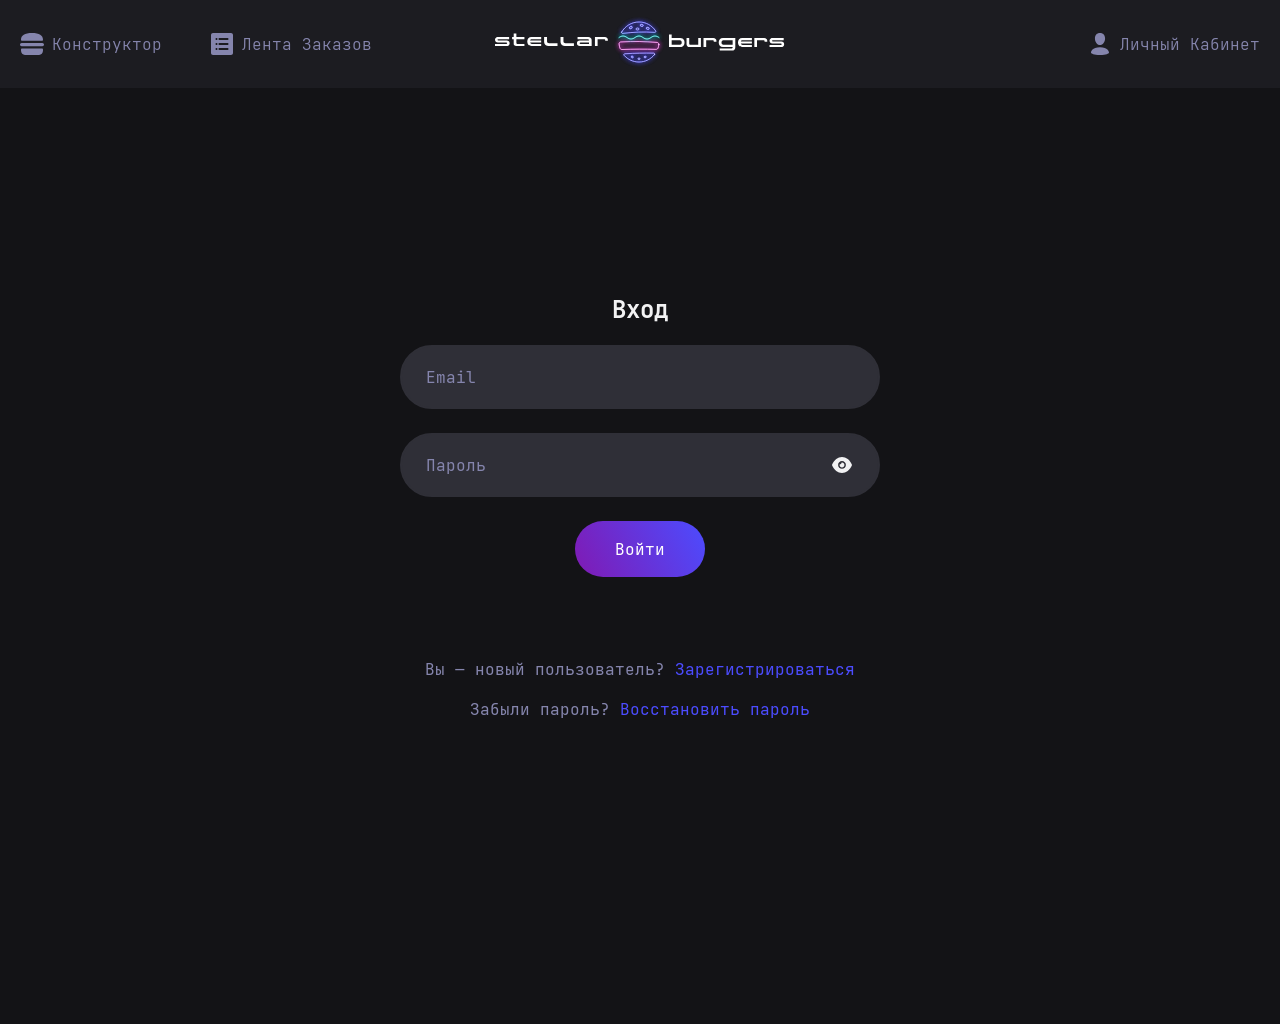 Конструктор
Лента Заказов
stellar burgers
Личный Кабинет
Вход
Email
Пароль
Войти
Вы — новый пользователь? Зарегистрироваться
Забыли пароль? Восстановить пароль